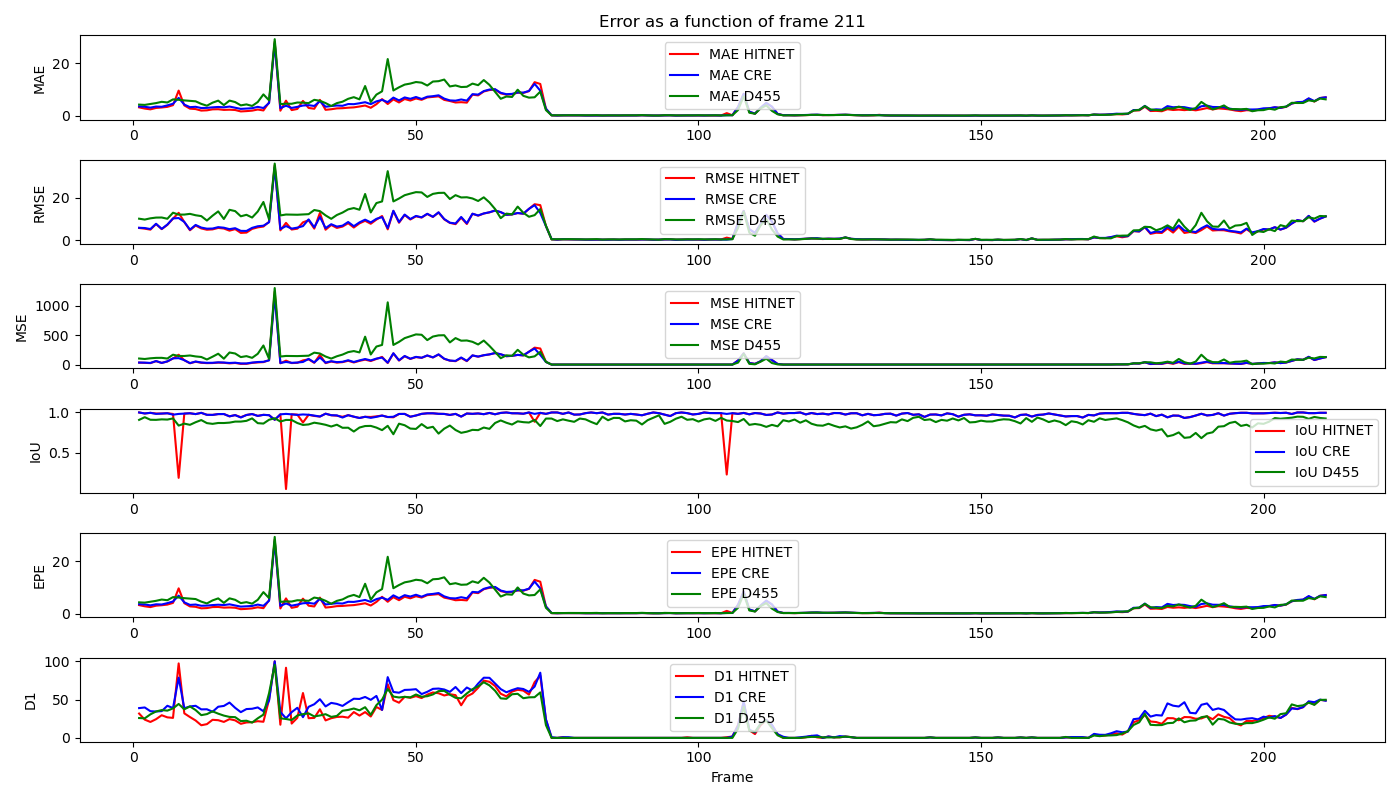 Error as a function of frame 211
MAE
20
0
MAE HITNET
MAE CRE
MAE D455
0 50 100 150 200
RMSE
20
0
RMSE HITNET
RMSE CRE
RMSE D455
0 50 100 150 200
MSE
1000
500
0
MSE HITNET
MSE CRE
MSE D455
0 50 100 150 200
IoU
1.0
0.5
IoU HITNET
IoU CRE
IoU D455
0 50 100 150 200
EPE
20
0
EPE HITNET
EPE CRE
EPE D455
0 50 100 150 200
D1
100
50
0
D1 HITNET
D1 CRE
D1 D455
0 50 100 150 200
Frame